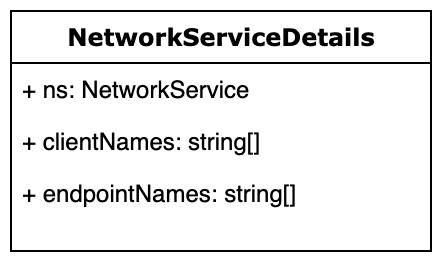 NetworkServiceDetails
+ ns: NetworkService
+ clientNames: string[]
+ endpointNames: string[]